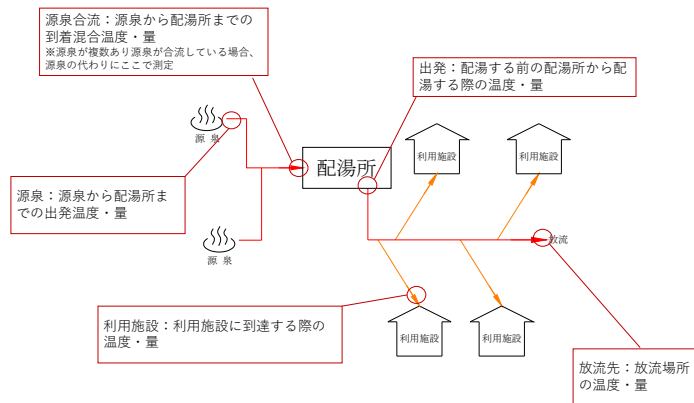 源泉合流：源泉から配湯所までの
到着混合温度・量
※源泉が複数あり源泉が合流している場合、
源泉の代わりにここで測定
出発：配湯する前の配湯所から配
湯する際の温度・量
源 泉
利用施設
利用施設
配湯所
源泉：源泉から配湯所ま
での出発温度・量
源 泉
放流
利用施設：利用施設に到達する際の
温度・量
利用施設
利用施設
放流先：放流場所
の温度・量